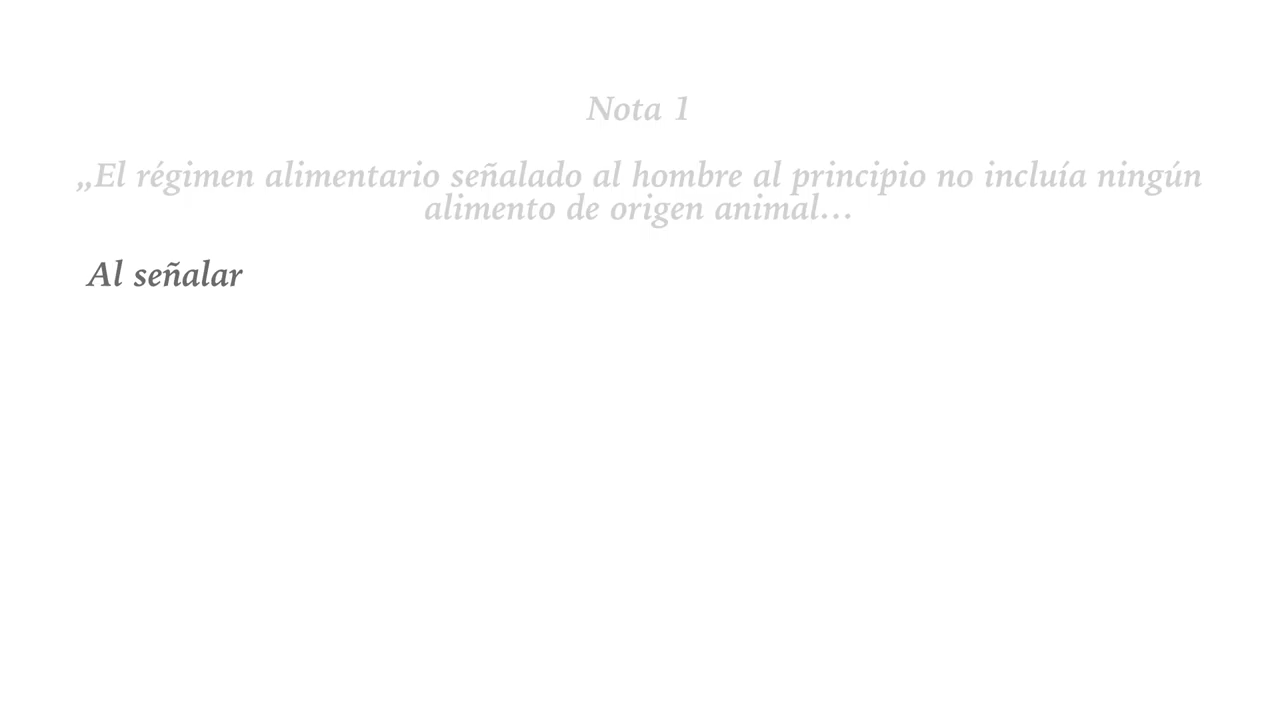 Nota 1
„El régimen alimentario señalado al hombre al principio no incluía ningún
alimento de origen animal...
Al señalar